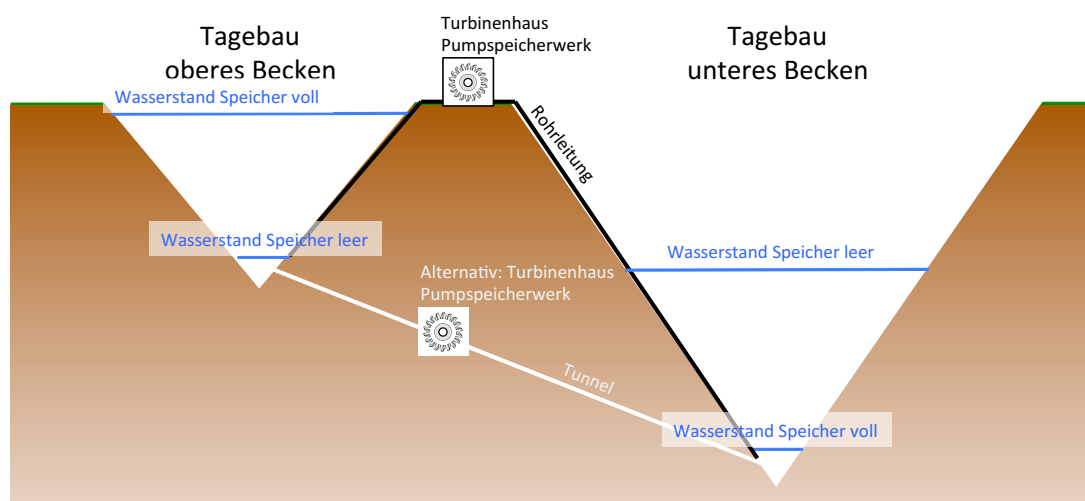 Tagebau
oberes Becken
Turbinenhaus
Pumpspeicherwerk
Tagebau
unteres Becken
Wasserstand Speicher voll
Rohrleitung
Wasserstand Speicher leer
Wasserstand Speicher leer
Alternativ: Turbinenhaus
Pumpspeicherwerk
Tunnel
Wasserstand Speicher voll